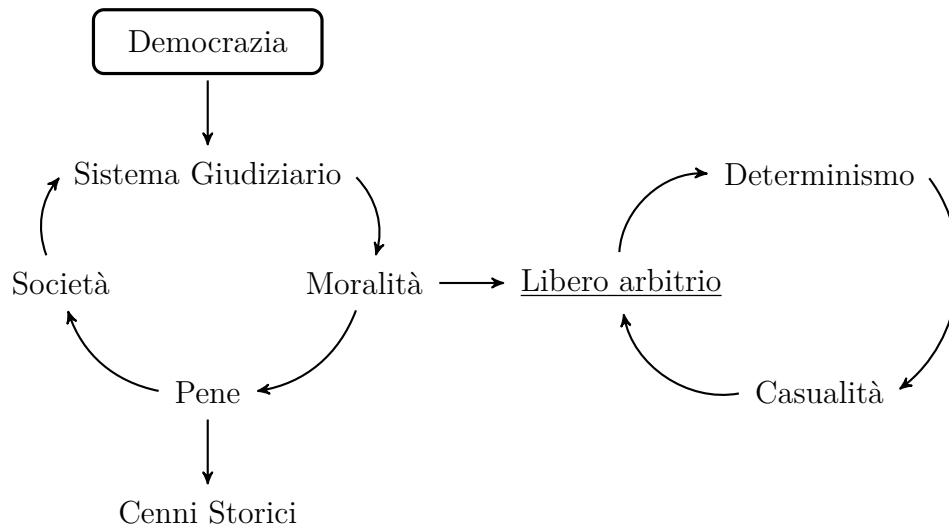 Democrazia
Sistema Giudiziario
Determinismo
Società
Moralità
Libero arbitrio
Pene
Casualità
Cenni Storici